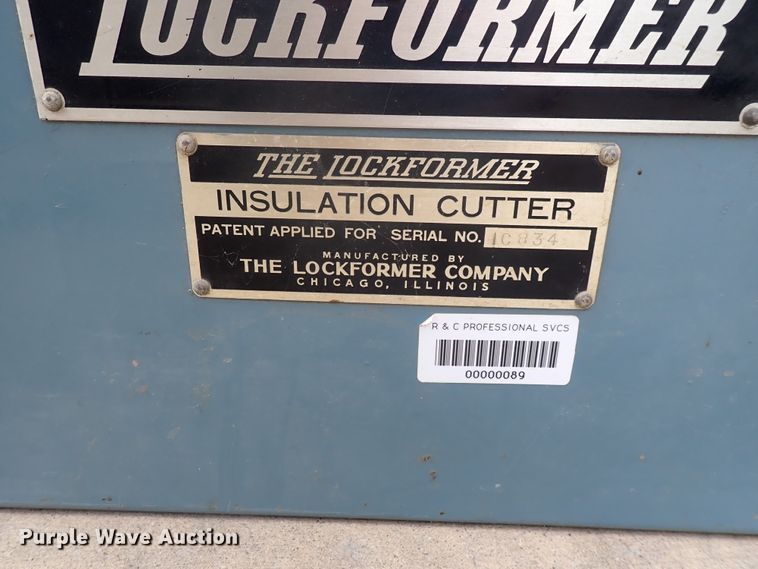 LOCKFORMER
THE LOCKFORMER
INSULATION CUTTER
PATENT APPLIED FOR SERIAL NO. IC834
MANUFACTURED BY
THE LOCKFORMER COMPANY
CHICAGO, ILLINOIS
R & C PROFESSIONAL SVCS
00000089
Purple Wave Auction